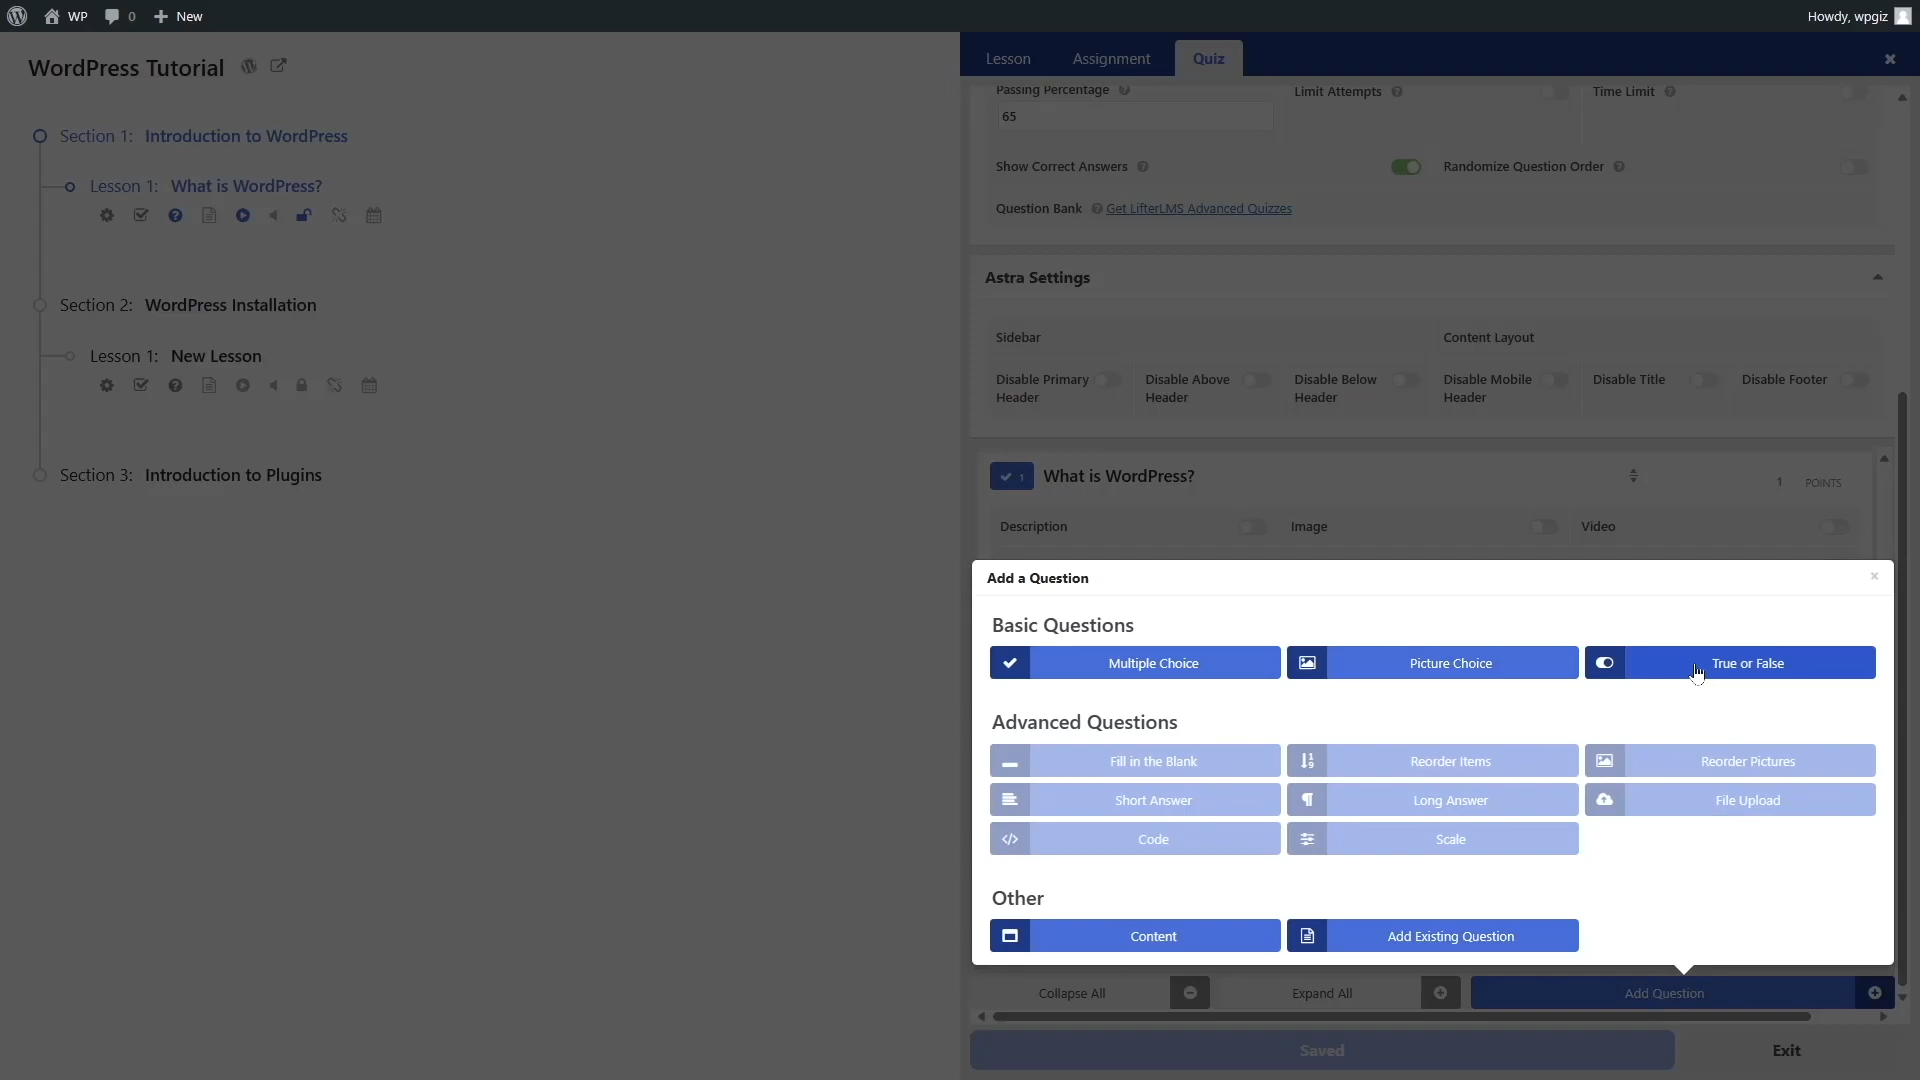 WP 0 New Howdy, wpgiz
WordPress Tutorial
Section 1: Introduction to WordPress
Lesson 1: What is WordPress?
Section 2: WordPress Installation
Lesson 1: New Lesson
Section 3: Introduction to Plugins
Lesson Assignment Quiz
Passing Percentage Limit Attempts Time Limit
65
Show Correct Answers Randomize Question Order
Question Bank Get LifterLMS Advanced Quizzes
Astra Settings
Sidebar Content Layout
Disable Primary Header Disable Above Header Disable Below Header Disable Mobile Header Disable Title Disable Footer
1 What is WordPress? 1 POINTS
Description Image Video
Add a Question
Basic Questions
Multiple Choice Picture Choice True or False
Advanced Questions
Fill in the Blank Reorder Items Reorder Pictures
Short Answer Long Answer File Upload
Code Scale
Other
Content Add Existing Question
Collapse All Expand All Add Question
Saved Exit